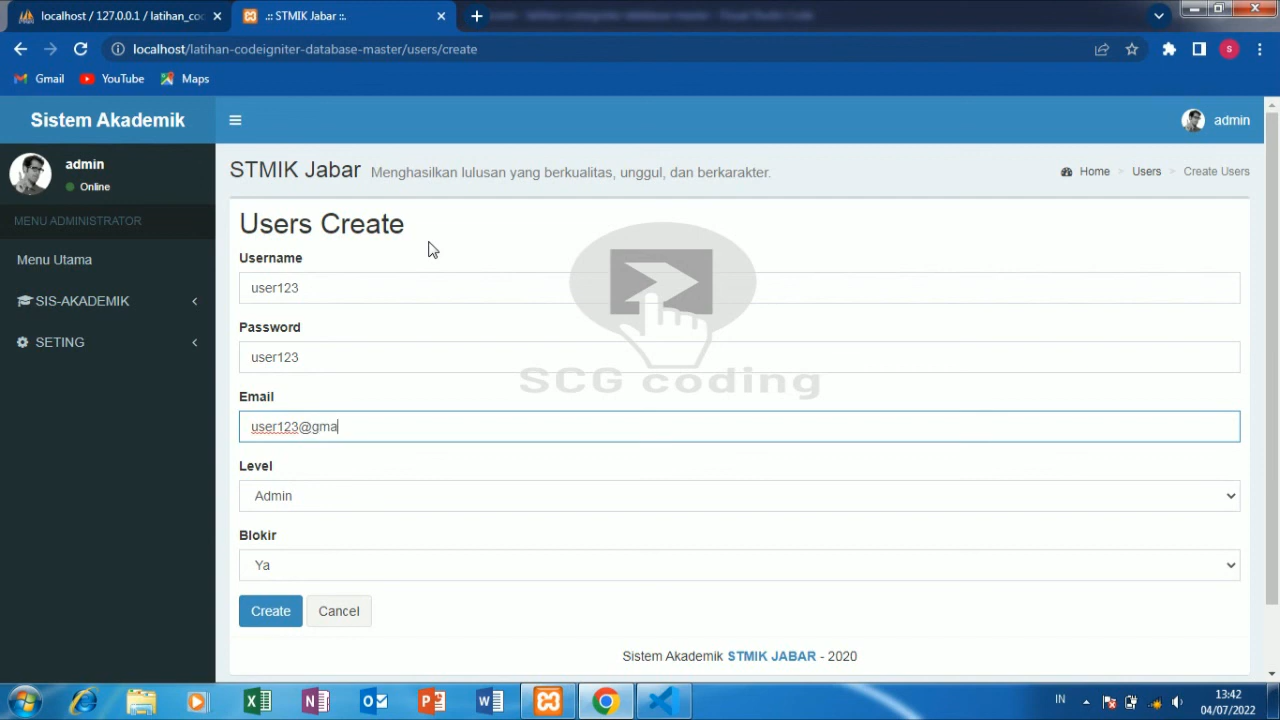 localhost / 127.0.0.1 / latihan_co
.:: STMIK Jabar ::.
localhost/latihan-codeigniter-database-master/users/create
Gmail
YouTube
Maps
Sistem Akademik
admin
admin
Online
STMIK Jabar Menghasilkan lulusan yang berkualitas, unggul, dan berkarakter.
Home > Users > Create Users
MENU ADMINISTRATOR
Menu Utama
SIS-AKADEMIK
SETING
Users Create
Username
user123
Password
user123
Email
user123@gma
Level
Admin
Blokir
Ya
Create
Cancel
SCG coding
Sistem Akademik STMIK JABAR - 2020
IN
13:42
04/07/2022